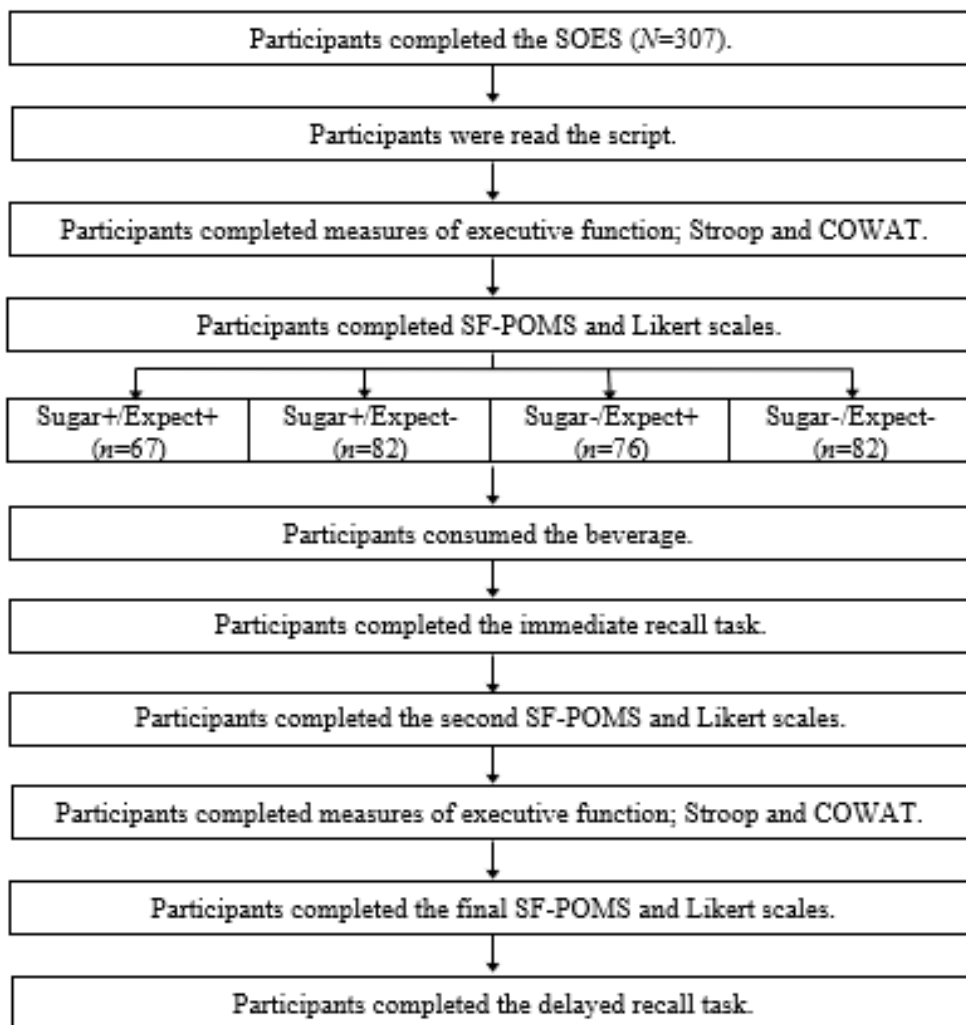 Participants completed the SOES (N=307).
Participants were read the script.
Participants completed measures of executive function; Stroop and COWAT.
Participants completed SF-POMS and Likert scales.
Sugar+/Expect+
(n=67)
Sugar+/Expect-
(n=82)
Sugar-/Expect+
(n=76)
Sugar-/Expect-
(n=82)
Participants consumed the beverage.
Participants completed the immediate recall task.
Participants completed the second SF-POMS and Likert scales.
Participants completed measures of executive function; Stroop and COWAT.
Participants completed the final SF-POMS and Likert scales.
Participants completed the delayed recall task.